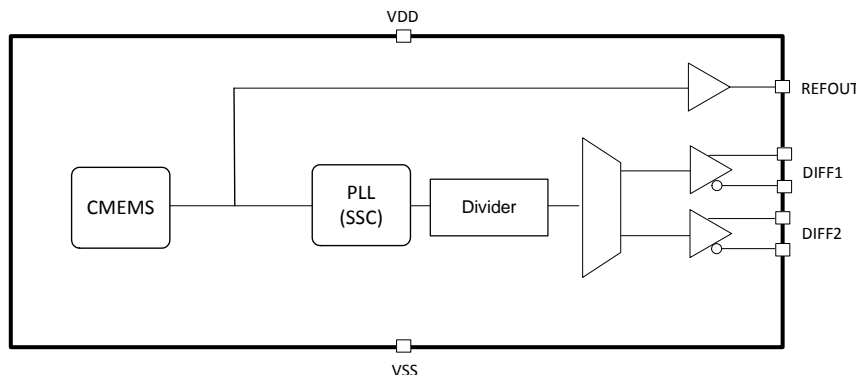 VDD
REFOUT
DIFF1
CMEMS
PLL
(SSC)
Divider
DIFF2
VSS